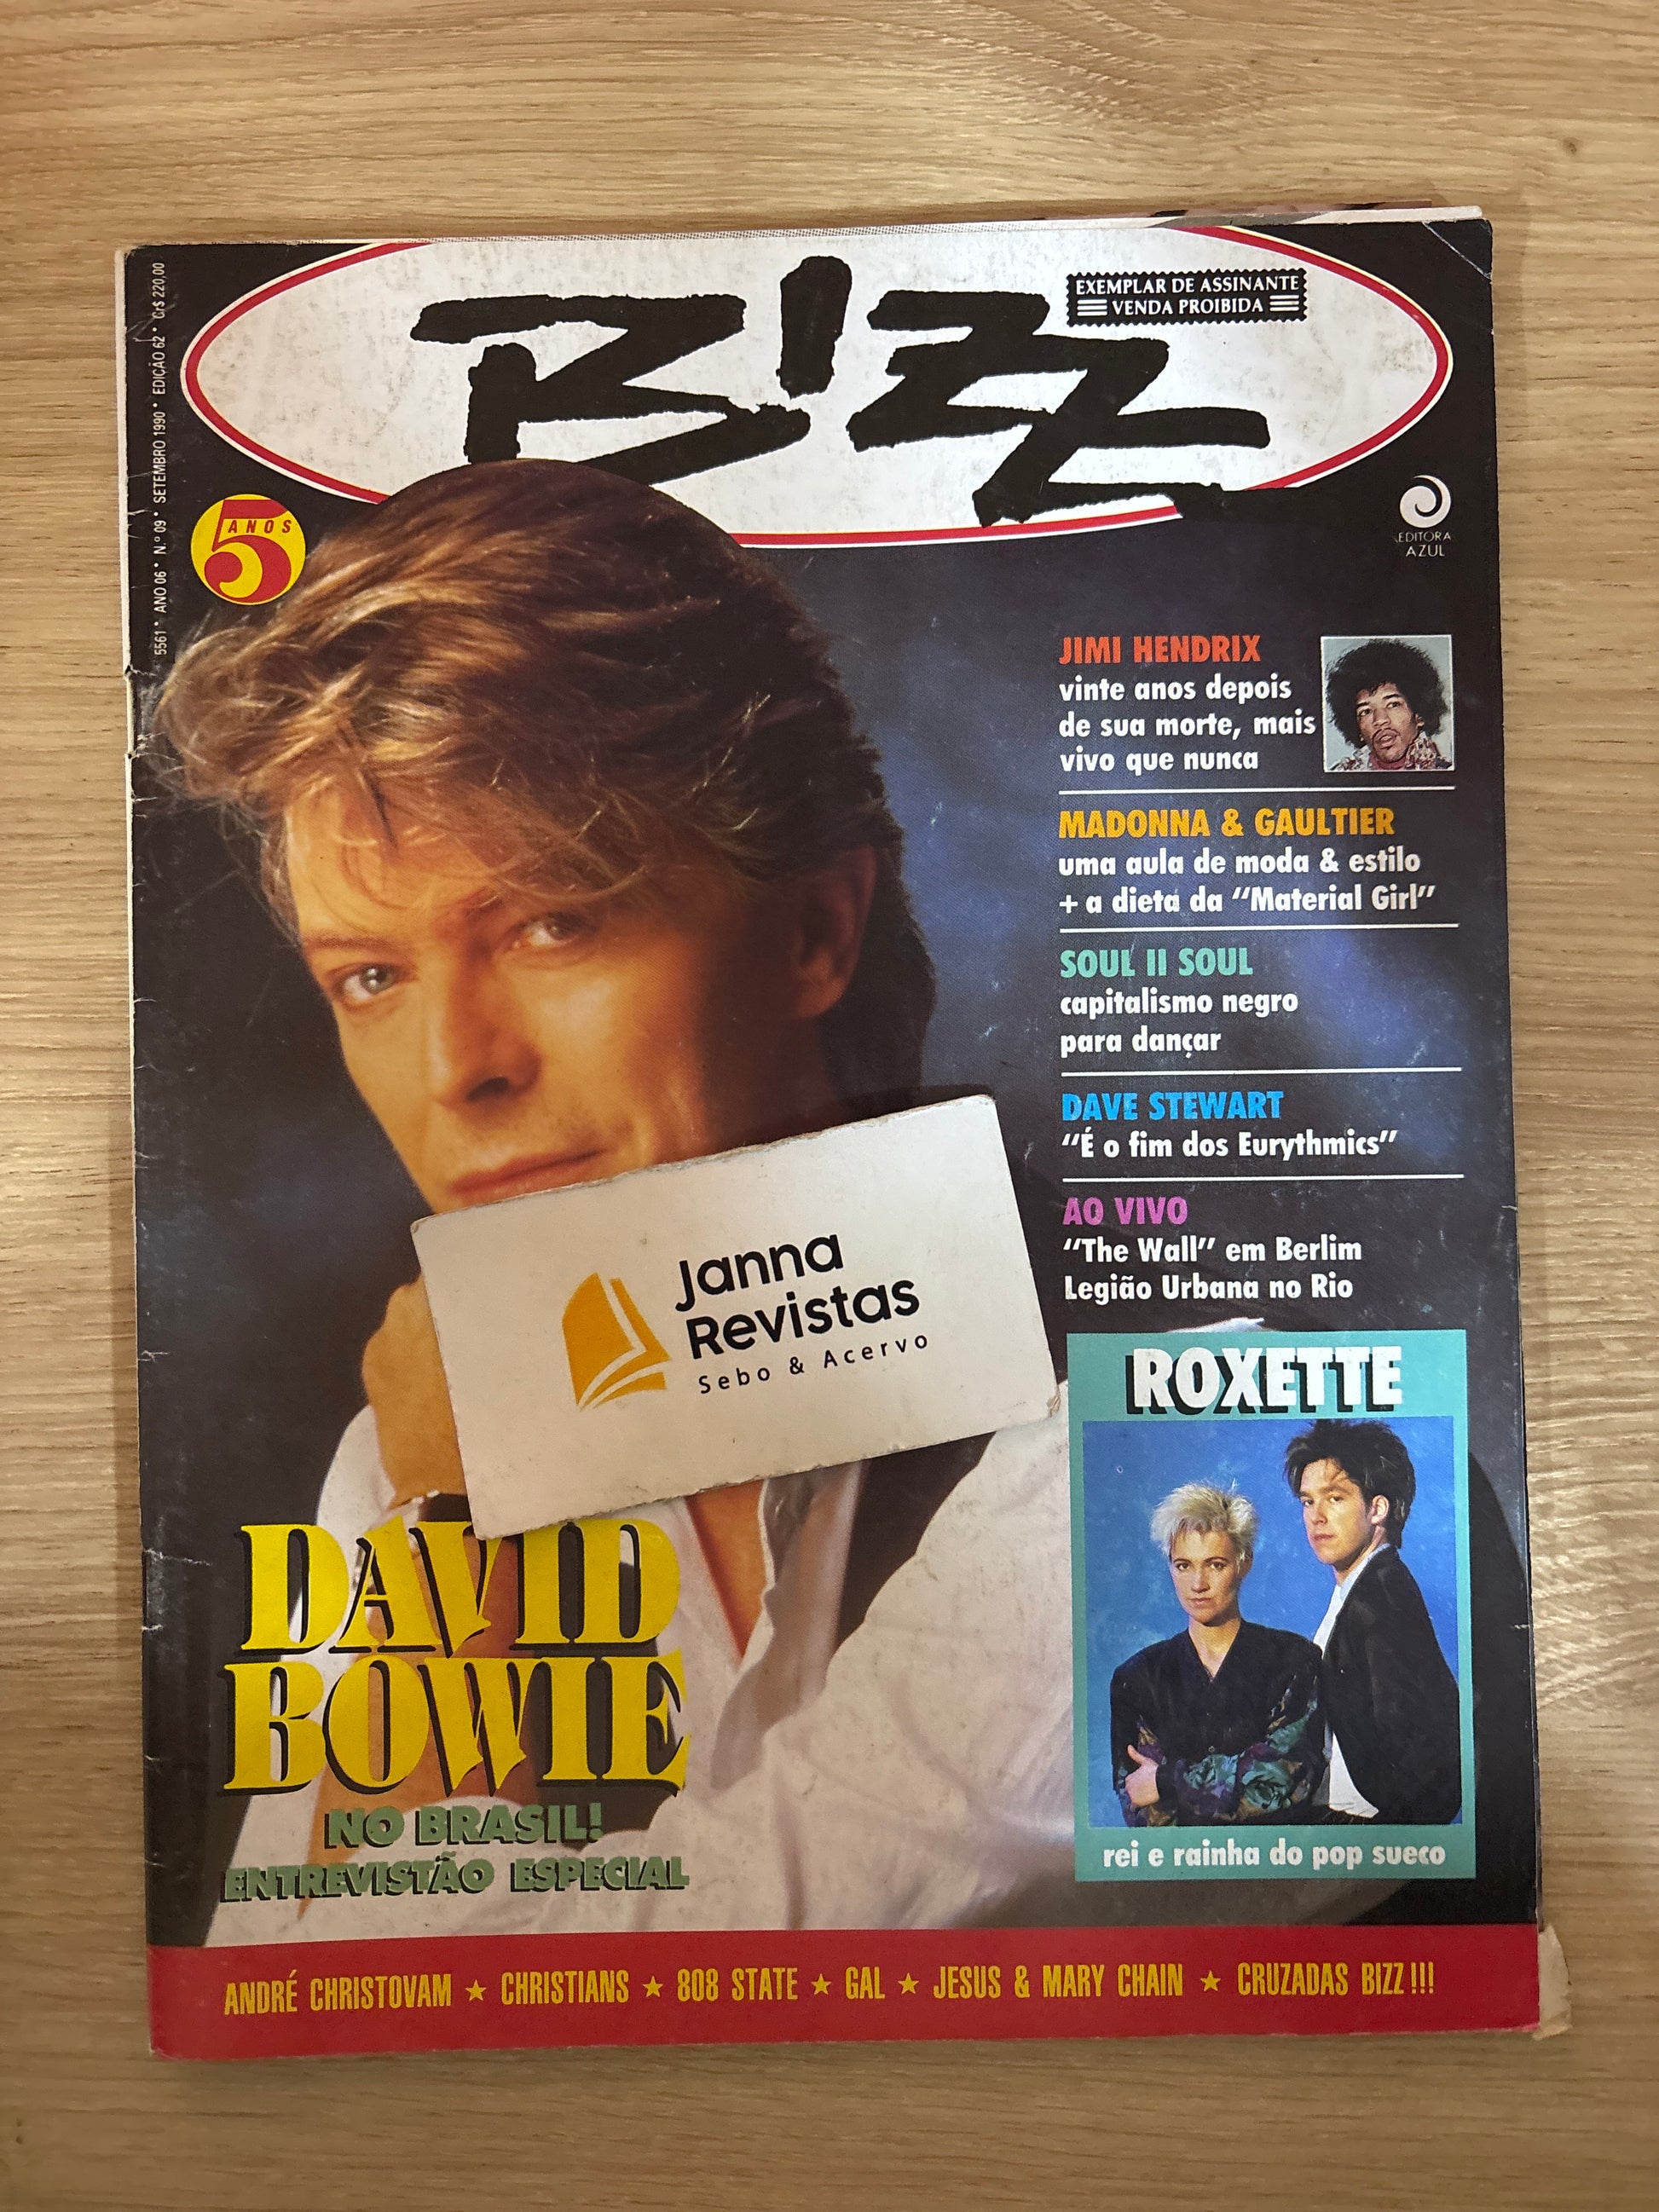 BIZZ
EXEMPLAR DE ASSINANTE
VENDA PROIBIDA
5561 • ANO 06 • N.º 09 • SETEMBRO 1990 • EDIÇÃO 62 • Cr$ 220,00
5 ANOS
EDITORA
AZUL
JIMI HENDRIX
vinte anos depois
de sua morte, mais
vivo que nunca
MADONNA & GAULTIER
uma aula de moda & estilo
+ a dieta da “Material Girl”
SOUL II SOUL
capitalismo negro
para dançar
DAVE STEWART
“É o fim dos Eurythmics”
AO VIVO
“The Wall” em Berlim
Legião Urbana no Rio
Janna
Revistas
Sebo & Acervo
ROXETTE
rei e rainha do pop sueco
DAVID
BOWIE
NO BRASIL!
ENTREVISTÃO ESPECIAL
ANDRÉ CHRISTOVAM ★ CHRISTIANS ★ 808 STATE ★ GAL ★ JESUS & MARY CHAIN ★ CRUZADAS BIZZ!!!